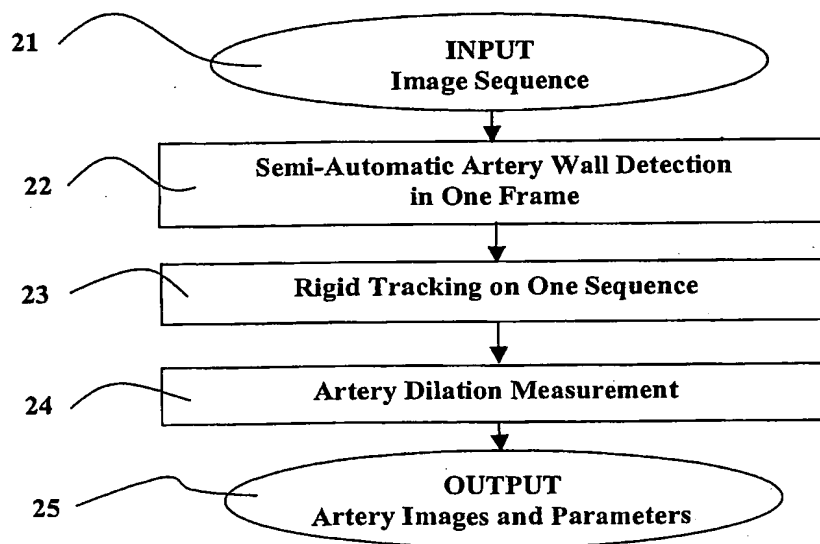 21
INPUT
Image Sequence
22
Semi-Automatic Artery Wall Detection
in One Frame
23
Rigid Tracking on One Sequence
24
Artery Dilation Measurement
25
OUTPUT
Artery Images and Parameters